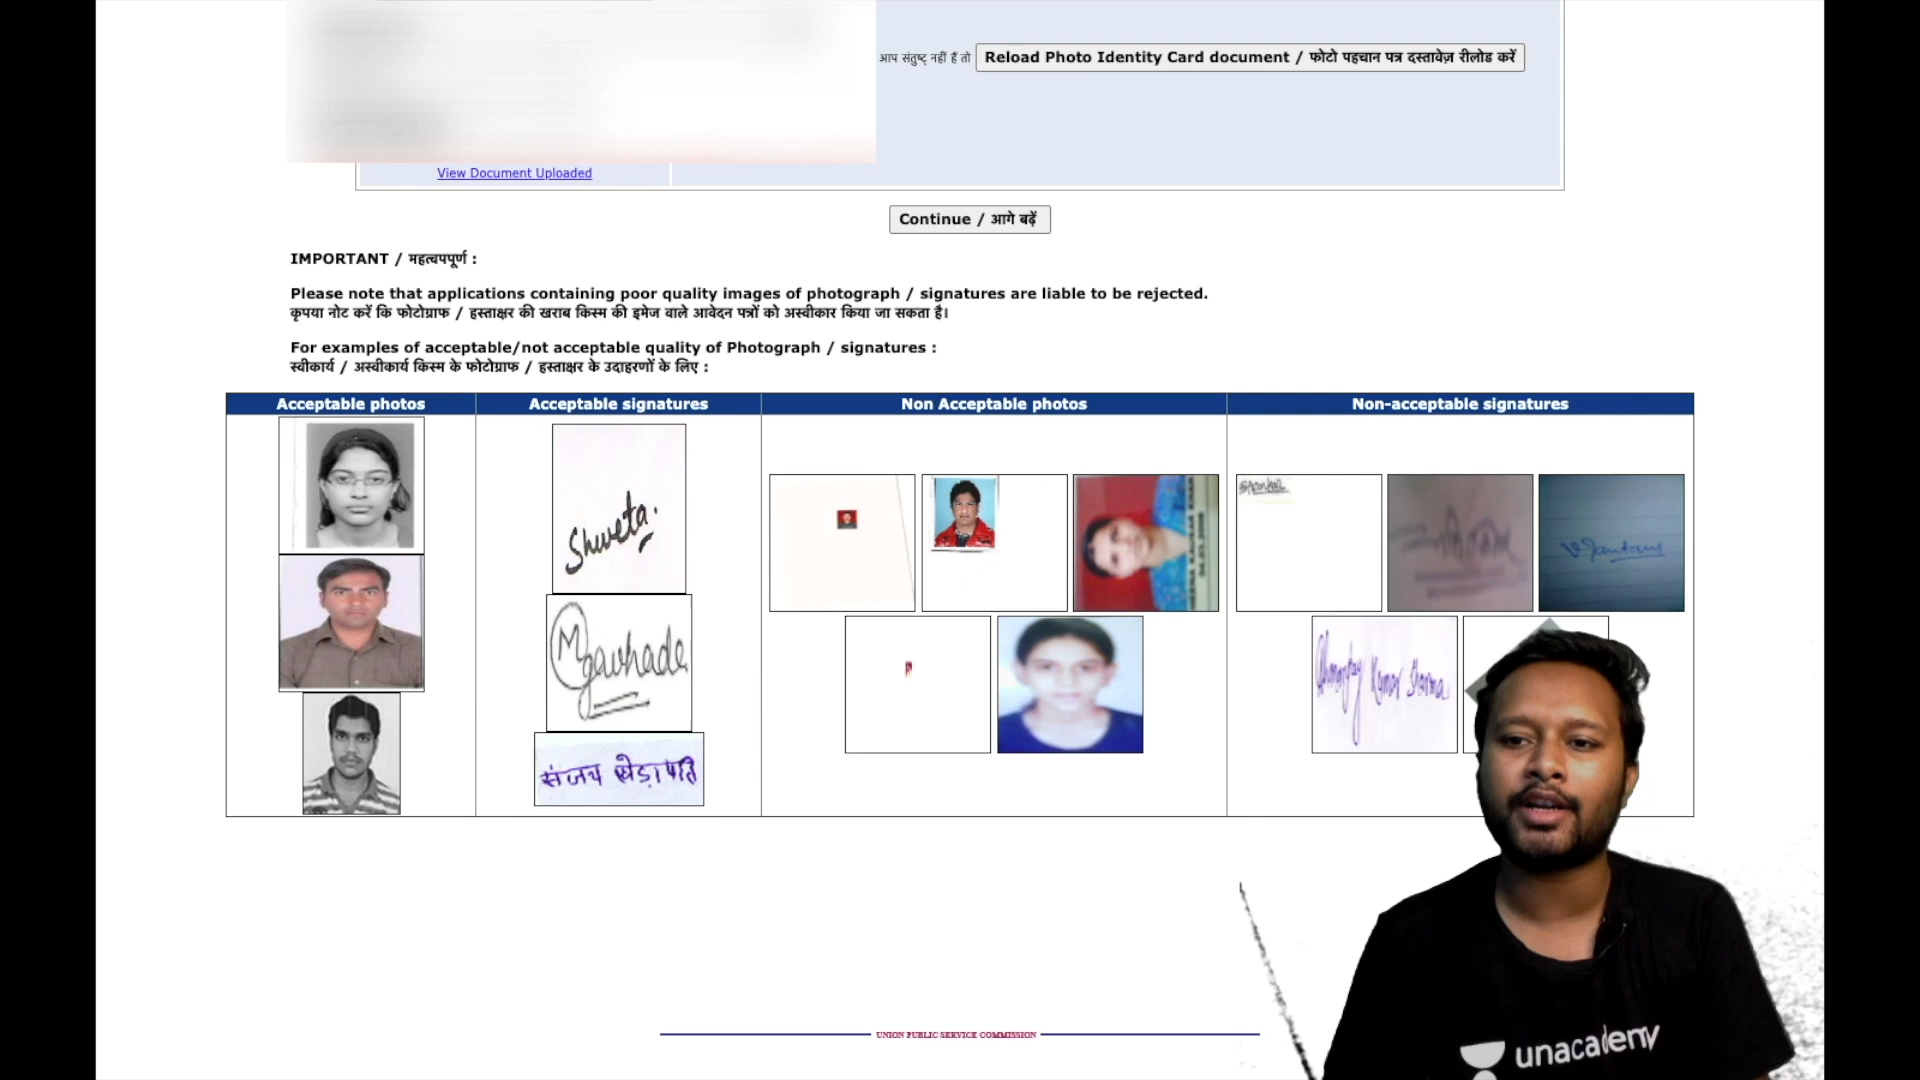 आप संतुष्ट् नहीं हैं तो Reload Photo Identity Card document / फोटो पहचान पत्र दस्तावेज़ रीलोड करें
View Document Uploaded
Continue / आगे बढ़ें
IMPORTANT / महत्वपपूर्ण :
Please note that applications containing poor quality images of photograph / signatures are liable to be rejected.
कृपया नोट करें कि फोटोग्राफ / हस्ताक्षर की खराब किस्म की इमेज वाले आवेदन पत्रों को अस्वीकार किया जा सकता है।
For examples of acceptable/not acceptable quality of Photograph / signatures :
स्वीकार्य / अस्वीकार्य किस्म के फोटोग्राफ / हस्ताक्षर के उदाहरणों के लिए :
Acceptable photos Acceptable signatures Non Acceptable photos Non-acceptable signatures
Shweta.
Mgavhade
संजय खेड़ापति
Kumar Sharma
UNION PUBLIC SERVICE COMMISSION
unacademy